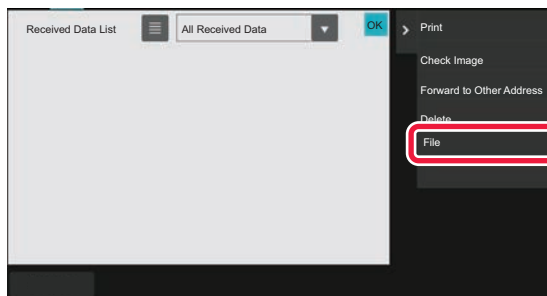 Received Data List
All Received Data
OK
Print
Check Image
Forward to Other Address
Delete
File